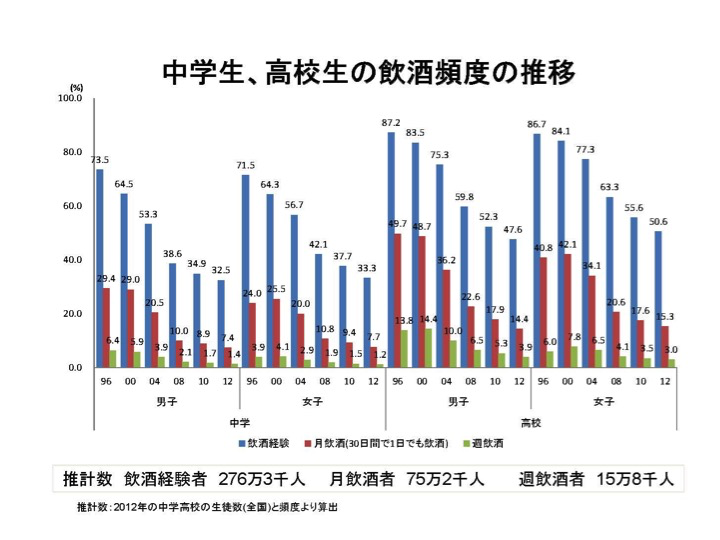 中学生、高校生の飲酒頻度の推移
(%)
100.0
80.0
60.0
40.0
20.0
0.0
73.5 64.5 53.3 38.6 34.9 32.5 71.5 64.3 56.7 42.1 37.7 33.3 87.2 83.5 75.3 59.8 52.3 47.6 86.7 84.1 77.3 63.3 55.6 50.6
29.4 29.0 20.5 10.0 8.9 7.4 24.0 25.5 20.0 10.8 9.4 7.7 49.7 48.7 36.2 22.6 17.9 14.4 40.8 42.1 34.1 20.6 17.6 15.3
6.4 5.9 3.9 2.1 1.7 1.4 3.9 4.1 2.9 1.9 1.5 1.2 13.8 14.4 10.0 6.5 5.3 3.9 6.0 7.8 6.5 4.1 3.5 3.0
96 00 04 08 10 12 96 00 04 08 10 12 96 00 04 08 10 12 96 00 04 08 10 12
男子 女子 男子 女子
中学 高校
飲酒経験 月飲酒(30日間で1日でも飲酒) 週飲酒
推計数 飲酒経験者 276万3千人 月飲酒者 75万2千人 週飲酒者 15万8千人
推計数：2012年の中学高校の生徒数(全国)と頻度より算出